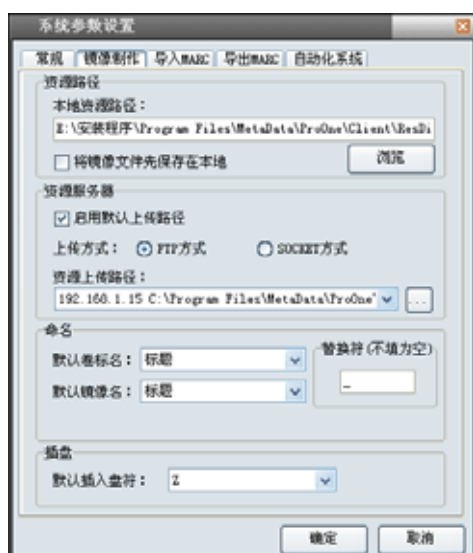 系统参数设置
常规 镜像制作 导入MARC 导出MARC 自动化系统
资源路径
本地资源路径：
E:\安装程序\Program Files\MetaData\ProOne\Client\ResDi
将镜像文件先保存在本地 浏览
资源服务器
启用默认上传路径
上传方式： FTP方式 SOCKET方式
资源上传路径：
192.168.1.15 C:\Program Files\MetaData\ProOne\ ...
命名
替换符(不填为空)
默认卷标名： 标题
_
默认镜像名： 标题
插盘
默认插入盘符： Z
确定 取消